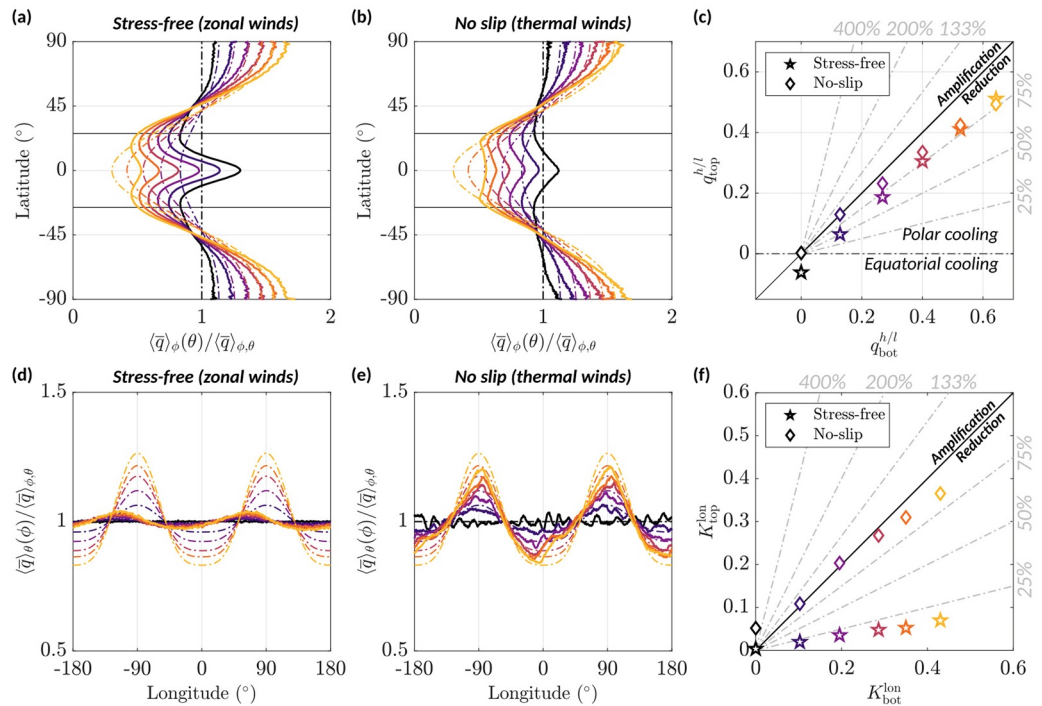 (a)
Stress-free (zonal winds)
90
45
0
-45
-90
Latitude (°)
0
1
2
⟨q̅⟩ϕ(θ)/⟨q̅⟩ϕ,θ
(b)
No slip (thermal winds)
90
45
0
-45
-90
Latitude (°)
0
1
2
⟨q̅⟩ϕ(θ)/⟨q̅⟩ϕ,θ
(c)
400% 200% 133%
Stress-free
No-slip
Amplification
Reduction
75%
50%
25%
Polar cooling
Equatorial cooling
0.6
0.4
0.2
0
q^{h/l}_{top}
0 0.2 0.4 0.6
q^{h/l}_{bot}
(d)
Stress-free (zonal winds)
1.5
1
0.5
⟨q̅⟩θ(ϕ)/⟨q̅⟩ϕ,θ
-180 -90 0 90 180
Longitude (°)
(e)
No slip (thermal winds)
1.5
1
0.5
⟨q̅⟩θ(ϕ)/⟨q̅⟩ϕ,θ
-180 -90 0 90 180
Longitude (°)
(f)
400% 200% 133%
Stress-free
No-slip
Amplification
Reduction
75%
50%
25%
0.6
0.5
0.4
0.3
0.2
0.1
0
K^{lon}_{top}
0 0.2 0.4 0.6
K^{lon}_{bot}